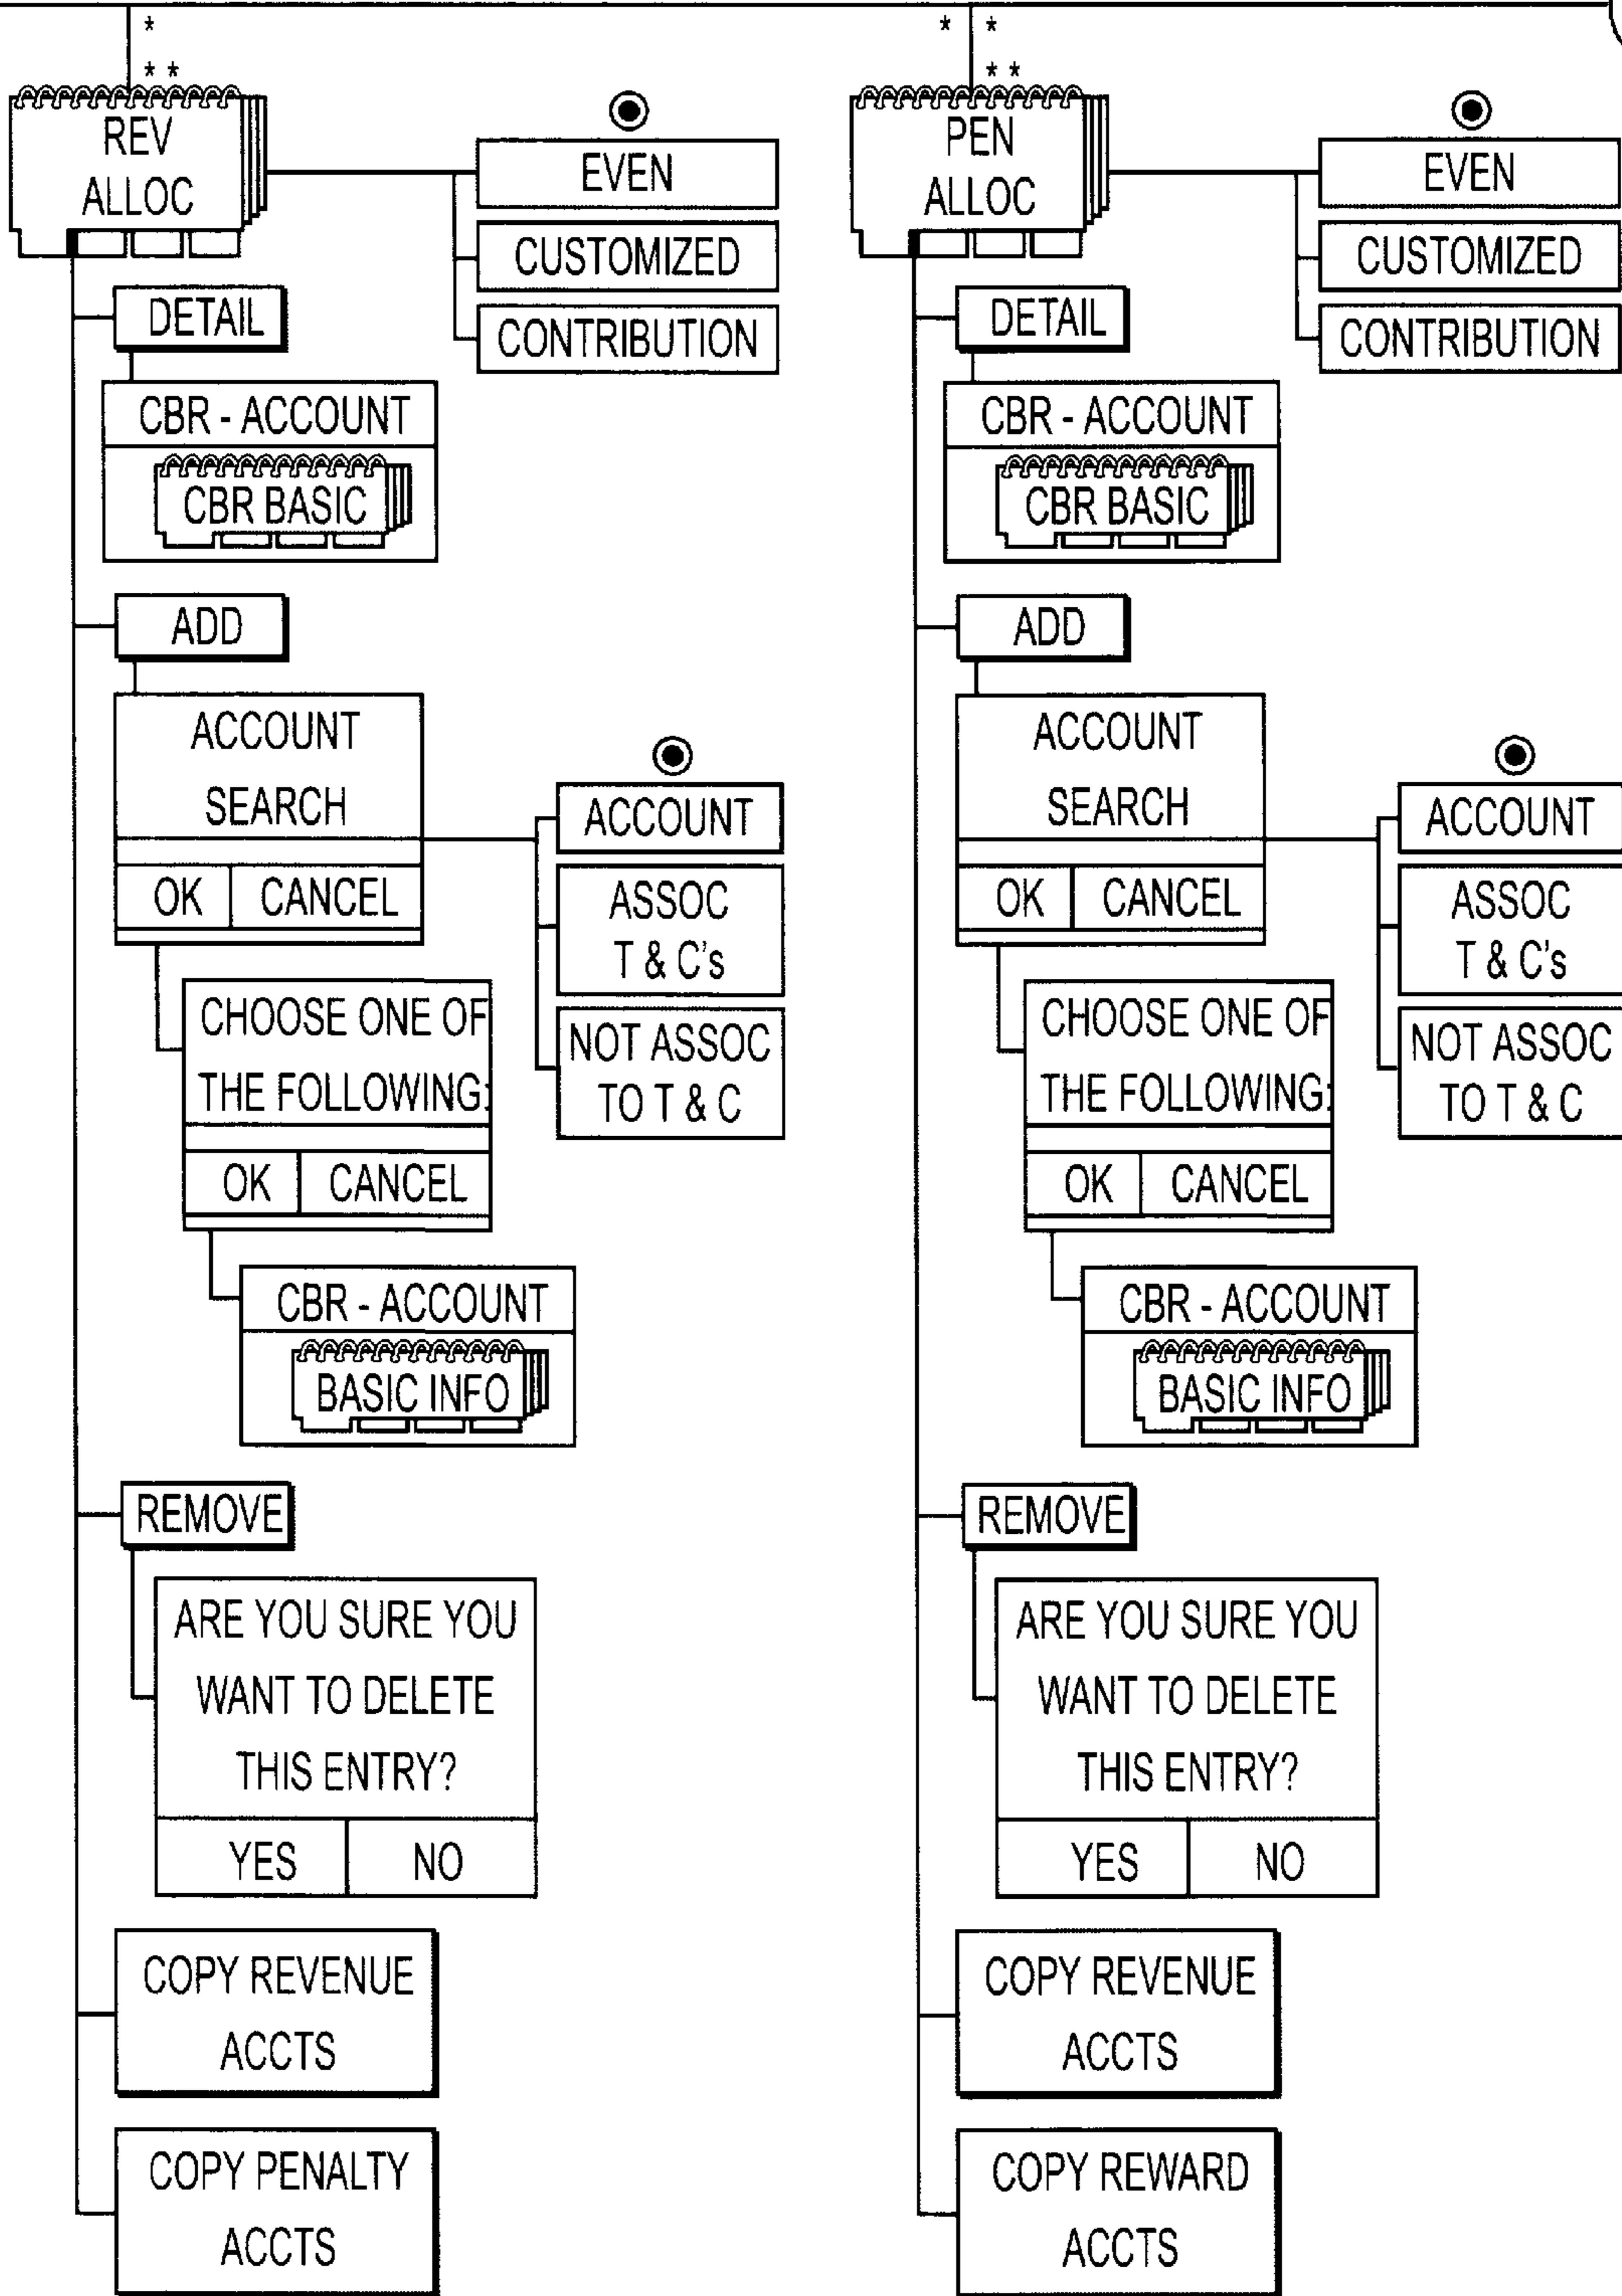 *
* *
REV
ALLOC
EVEN
CUSTOMIZED
CONTRIBUTION
DETAIL
CBR - ACCOUNT
CBR BASIC
ADD
ACCOUNT
SEARCH
OK CANCEL
ACCOUNT
ASSOC
T & C's
NOT ASSOC
TO T & C
CHOOSE ONE OF
THE FOLLOWING:
OK CANCEL
CBR - ACCOUNT
BASIC INFO
REMOVE
ARE YOU SURE YOU
WANT TO DELETE
THIS ENTRY?
YES NO
COPY REVENUE
ACCTS
COPY PENALTY
ACCTS
* *
* *
PEN
ALLOC
EVEN
CUSTOMIZED
CONTRIBUTION
DETAIL
CBR - ACCOUNT
CBR BASIC
ADD
ACCOUNT
SEARCH
OK CANCEL
ACCOUNT
ASSOC
T & C's
NOT ASSOC
TO T & C
CHOOSE ONE OF
THE FOLLOWING:
OK CANCEL
CBR - ACCOUNT
BASIC INFO
REMOVE
ARE YOU SURE YOU
WANT TO DELETE
THIS ENTRY?
YES NO
COPY REVENUE
ACCTS
COPY REWARD
ACCTS